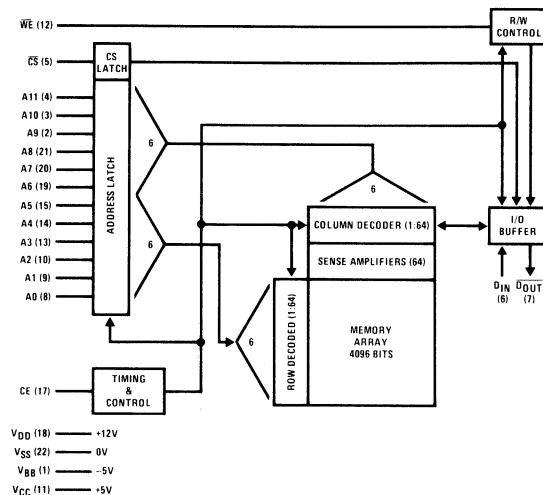 WE (12)
R/W
CONTROL
CS (5)
CS
LATCH
A11 (4)
A10 (3)
A9 (2)
A8 (21)
A7 (20)
A6 (19)
A5 (15)
A4 (14)
A3 (13)
A2 (10)
A1 (9)
A0 (8)
ADDRESS LATCH
6
6
6
COLUMN DECODER (1:64)
I/O
BUFFER
SENSE AMPLIFIERS (64)
DIN
(6)
DOUT
(7)
6
ROW DECODED (1:64)
MEMORY
ARRAY
4096 BITS
CE (17)
TIMING
&
CONTROL
VDD (18) +12V
VSS (22) 0V
VBB (1) −5V
VCC (11) +5V